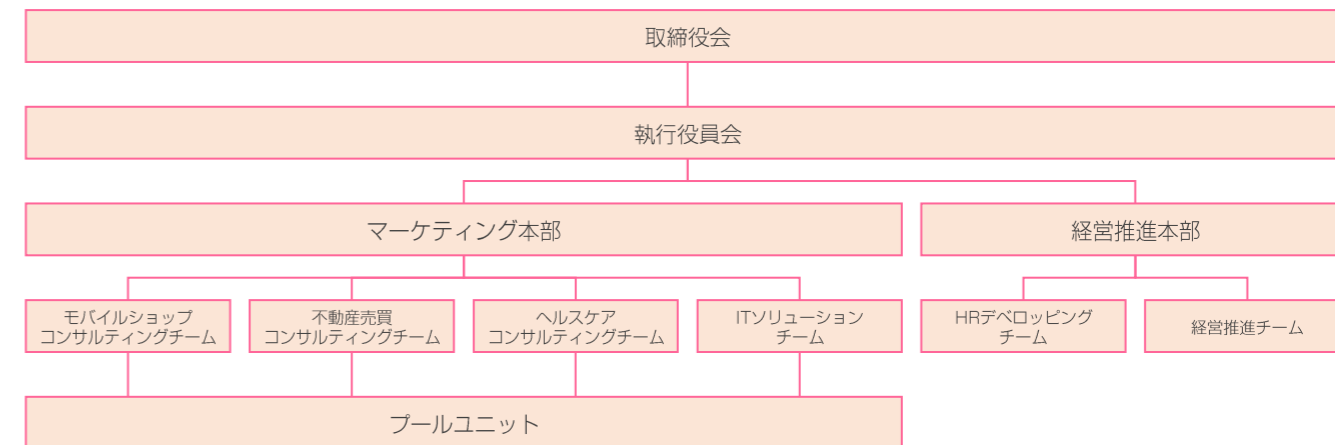 取締役会
執行役員会
マーケティング本部
経営推進本部
モバイルショップ
コンサルティングチーム
不動産売買
コンサルティングチーム
ヘルスケア
コンサルティングチーム
ITソリューション
チーム
HRデベロッピング
チーム
経営推進チーム
プールユニット